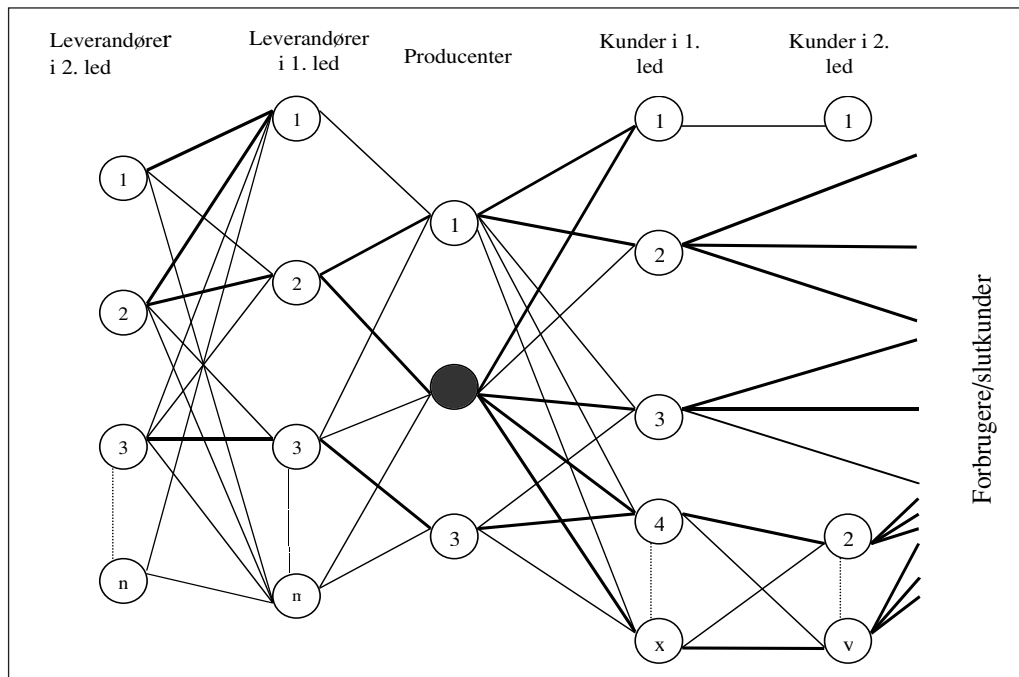 Leverandører
i 2. led
Leverandører
i 1. led
Producenter
Kunder i 1.
led
Kunder i 2.
led
1
2
3
n
1
2
3
n
1
3
1
2
3
4
x
1
2
v
Forbrugere/slutkunder